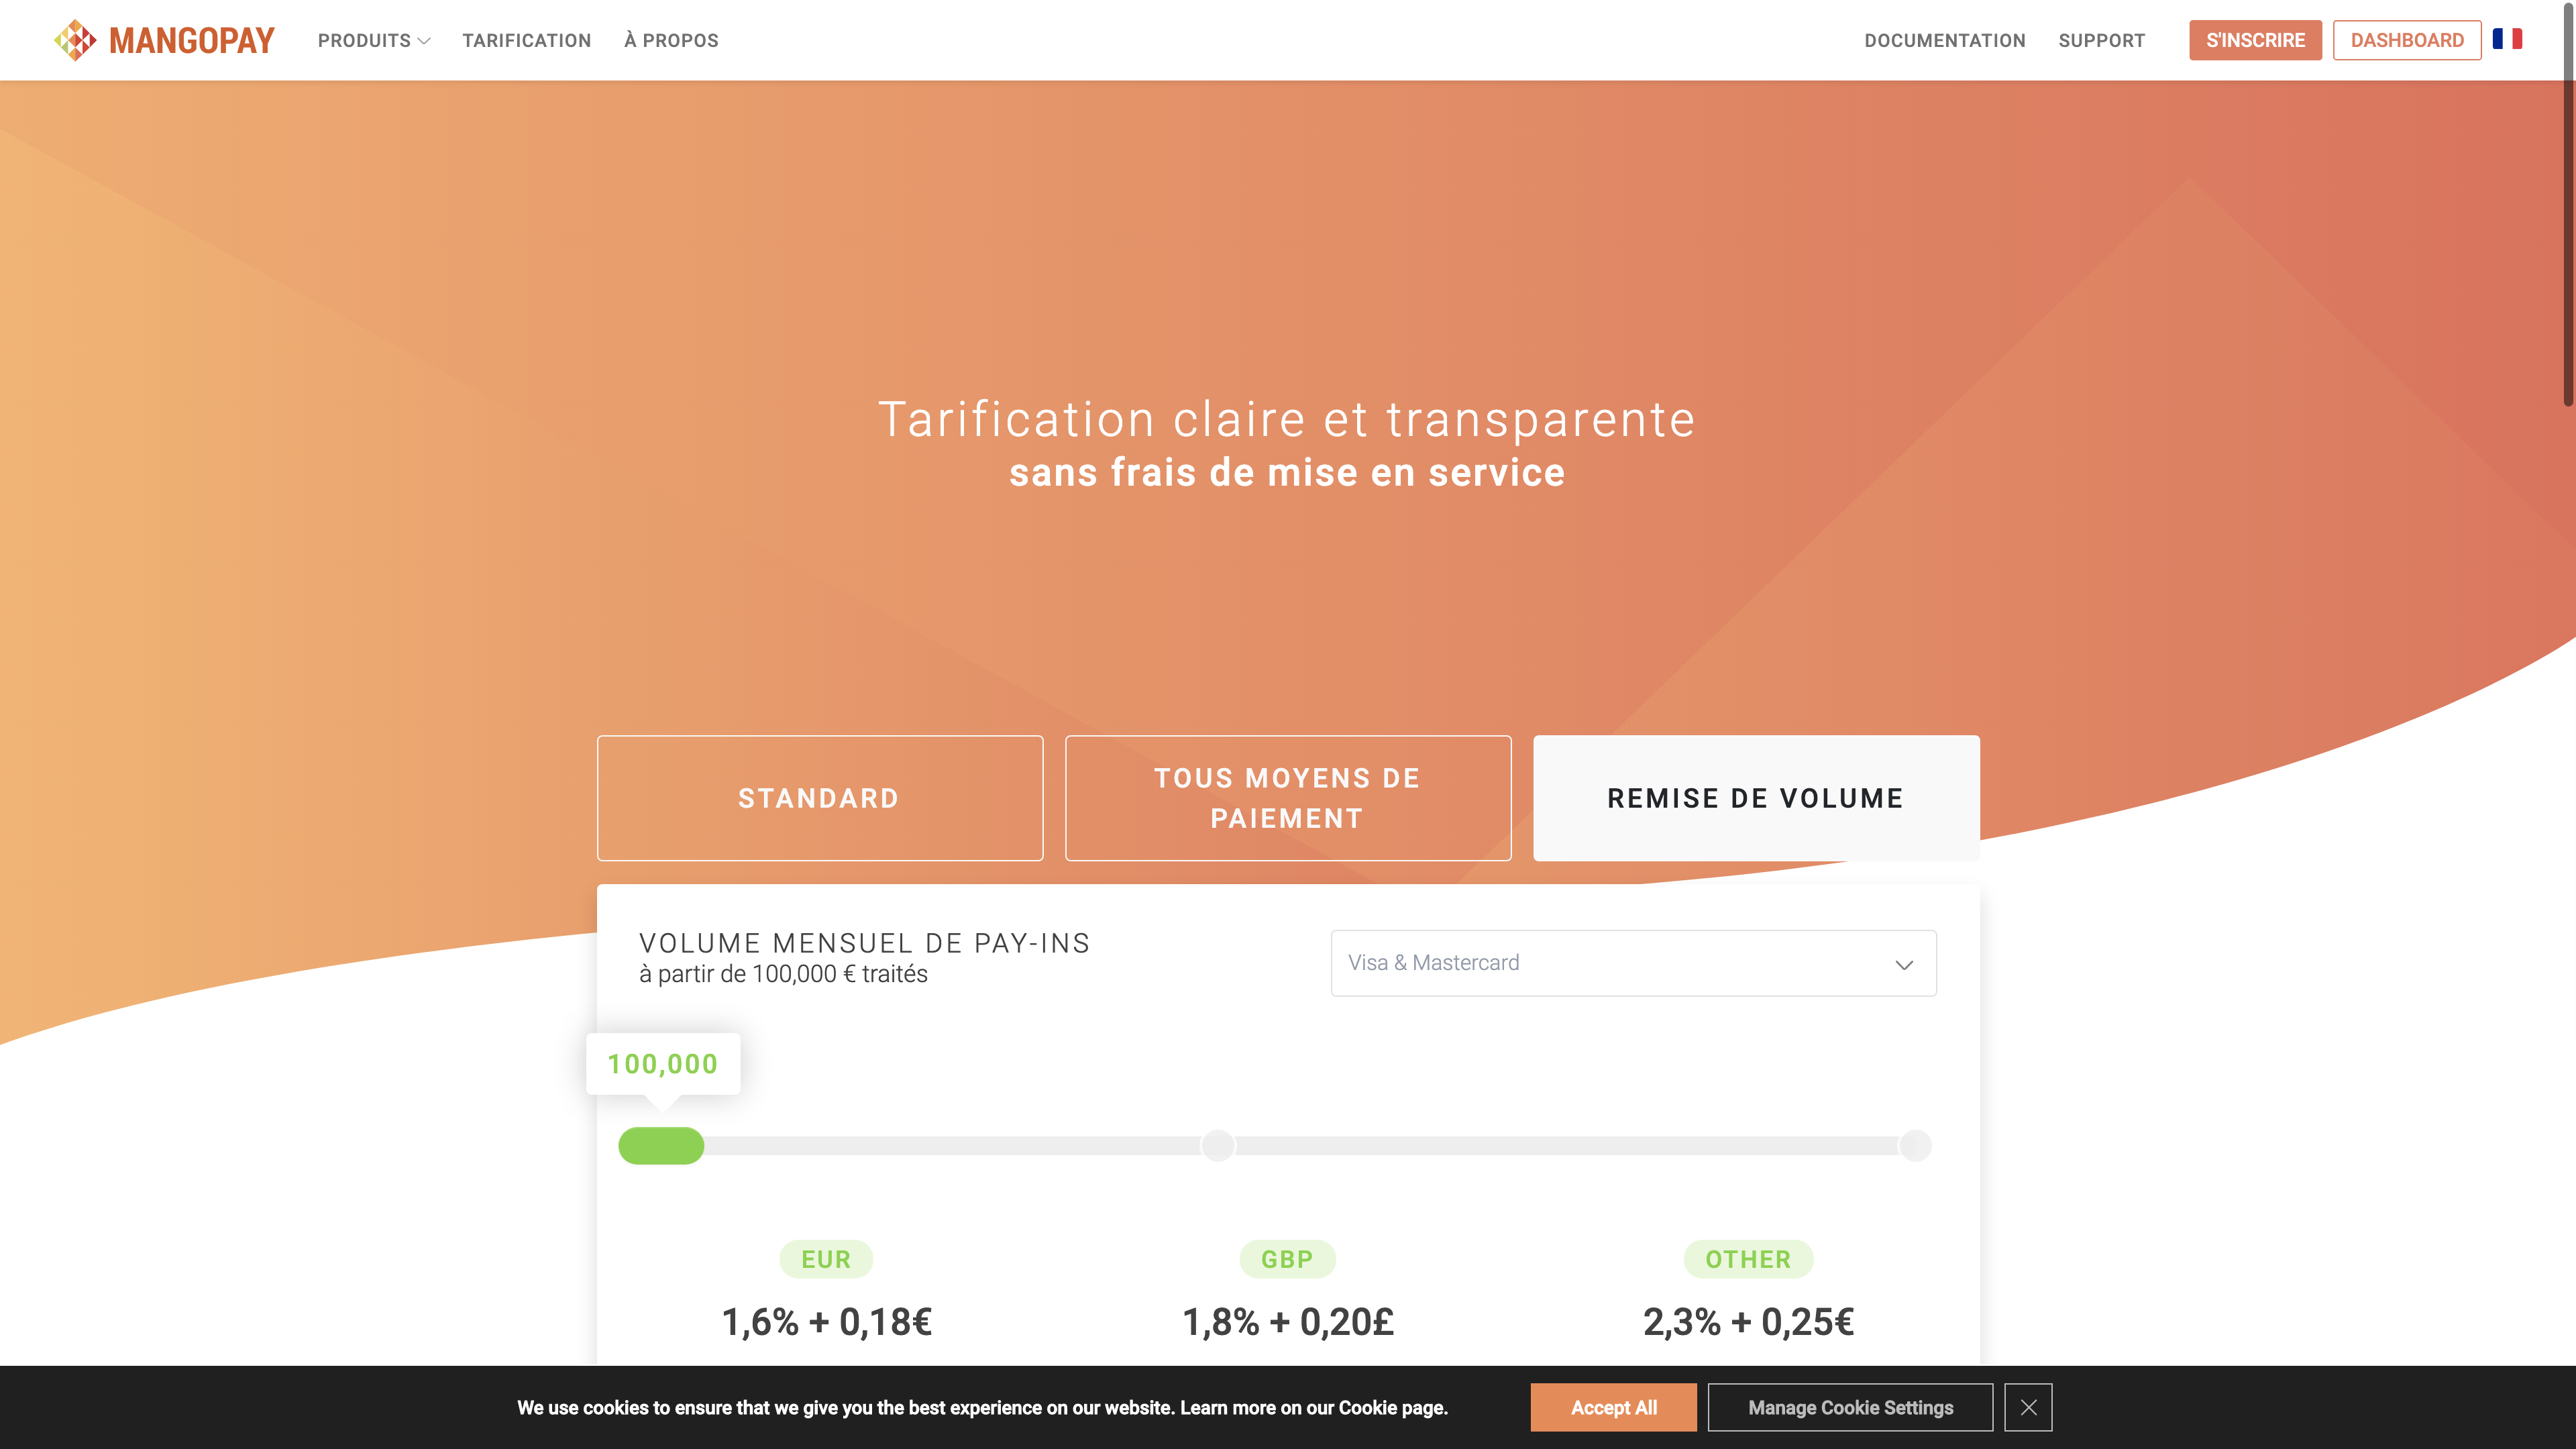 MANGOPAY
PRODUITS
TARIFICATION
À PROPOS
DOCUMENTATION
SUPPORT
S'INSCRIRE
DASHBOARD
Tarification claire et transparente
sans frais de mise en service
STANDARD
TOUS MOYENS DE
PAIEMENT
REMISE DE VOLUME
VOLUME MENSUEL DE PAY-INS
à partir de 100,000 € traités
Visa & Mastercard
100,000
EUR
1,6% + 0,18€
GBP
1,8% + 0,20£
OTHER
2,3% + 0,25€
We use cookies to ensure that we give you the best experience on our website. Learn more on our Cookie page.
Accept All
Manage Cookie Settings